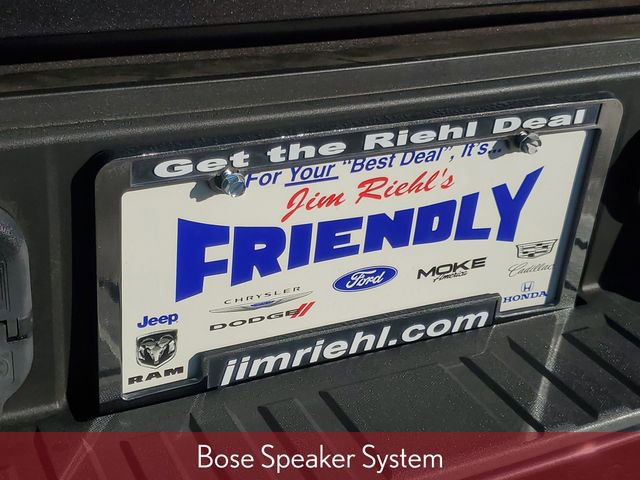 Get the Riehl Deal
For Your "Best Deal", It's...
Jim Riehl's
FRIENDLY
CHRYSLER
Ford
MOKE
America
Cadillac
Jeep
DODGE
HONDA
RAM
jimriehl.com
Bose Speaker System